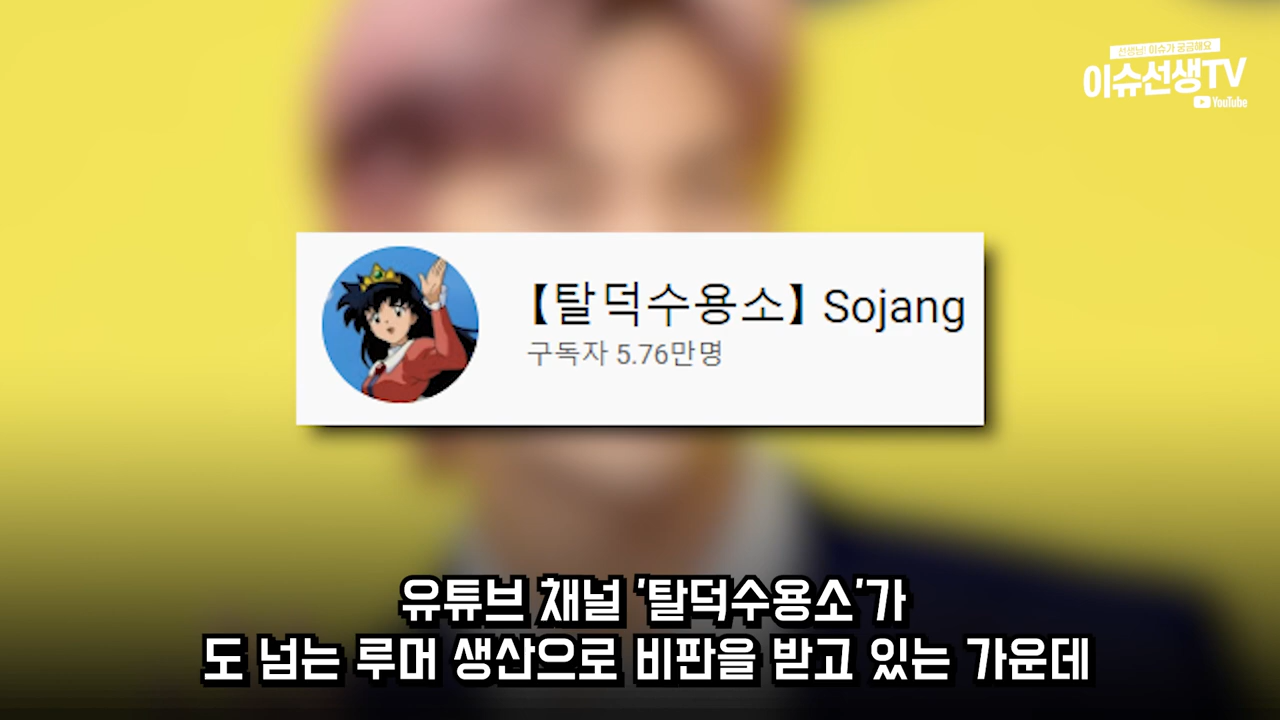 선생님! 이슈가 궁금해요
이슈선생TV
YouTube
【탈덕수용소】 Sojang
구독자 5.76만명
유튜브 채널 '탈덕수용소'가
도 넘는 루머 생산으로 비판을 받고 있는 가운데